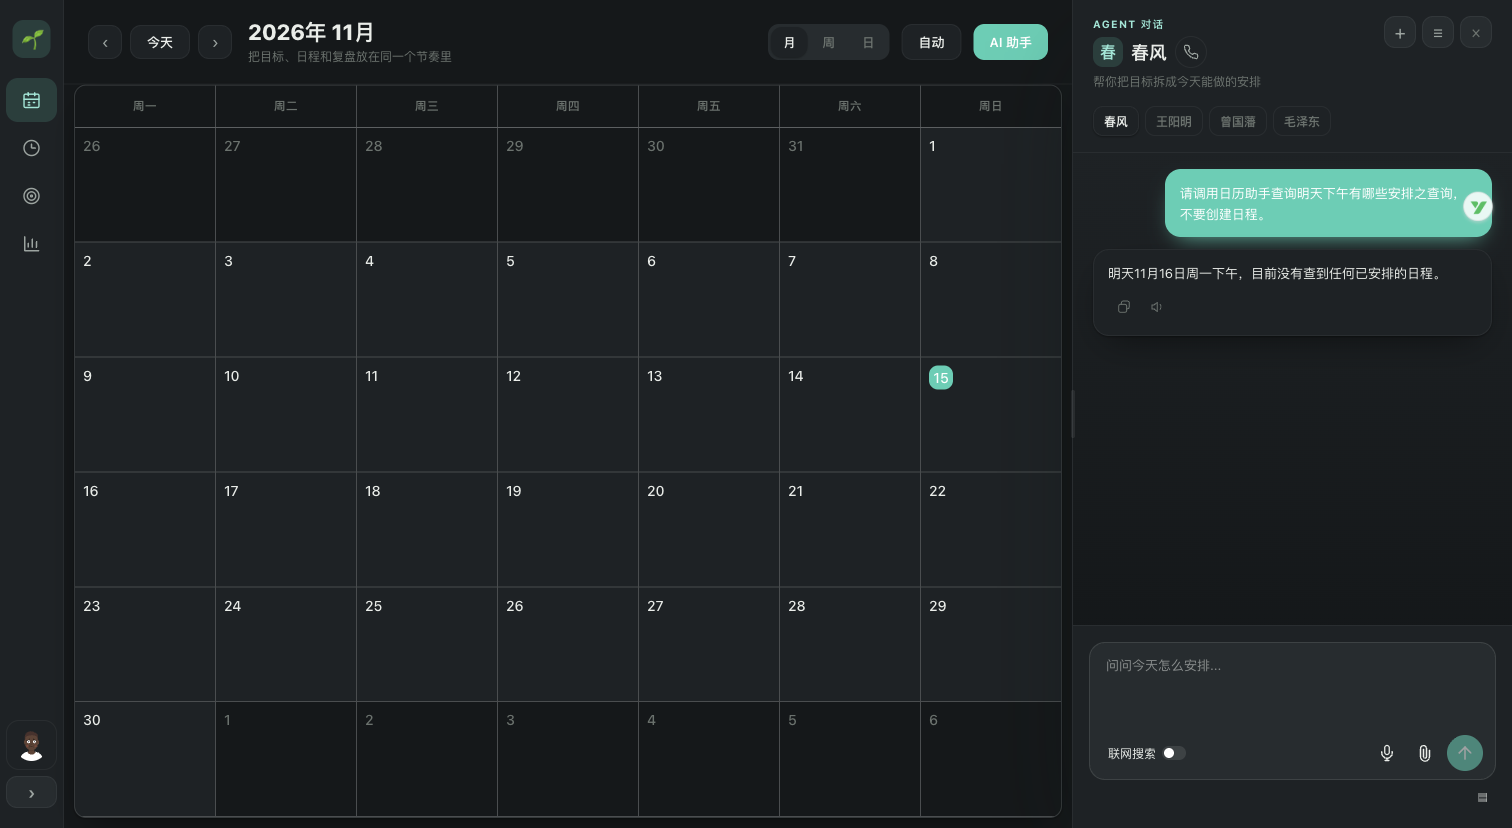 ‹ 今天 ›
2026年 11月
把目标、日程和复盘放在同一个节奏里
月 周 日
自动
AI 助手
周一 周二 周三 周四 周五 周六 周日
26 27 28 29 30 31 1
2 3 4 5 6 7 8
9 10 11 12 13 14 15
16 17 18 19 20 21 22
23 24 25 26 27 28 29
30 1 2 3 4 5 6
AGENT 对话
春 春风
帮你把目标拆成今天能做的安排
春风 王阳明 曾国藩 毛泽东
请调用日历助手查询明天下午有哪些安排之查询,
不要创建日程。
明天11月16日周一下午，目前没有查到任何已安排的日程。
问问今天怎么安排...
联网搜索